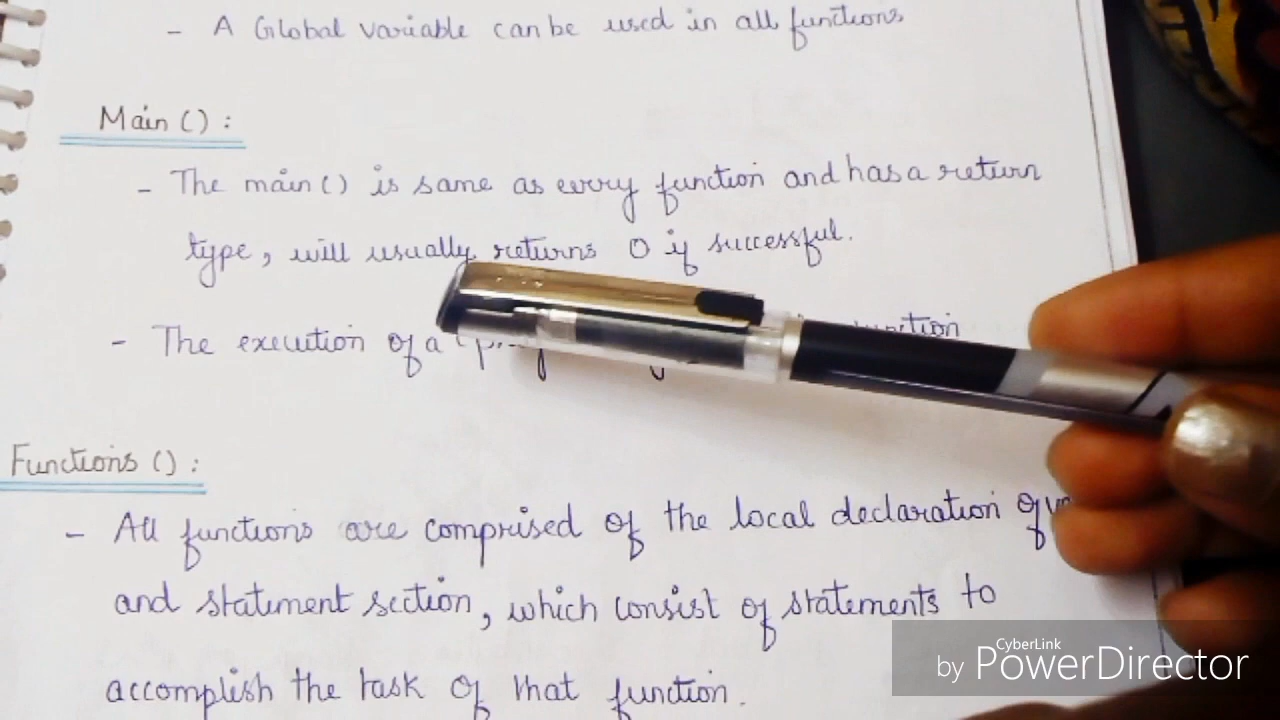 - A Global variable can be used in all functions
Main () :
- The main () is same as every function and has a return
type, will usually returns 0 if successful.
- The execution of a function
Functions () :
- All functions are comprised of the local declaration of
and statement section, which consist of statements to
accomplish the task of that function.
CyberLink
by PowerDirector